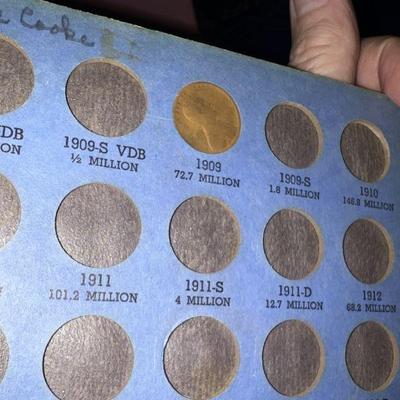 Cooke
VDB
ON
1909-S VDB
½ MILLION
1909
72.7 MILLION
1909-S
1.8 MILLION
1910
146.8 MILLION
1911
101.2 MILLION
1911-S
4 MILLION
1911-D
12.7 MILLION
1912
68.2 MILLION